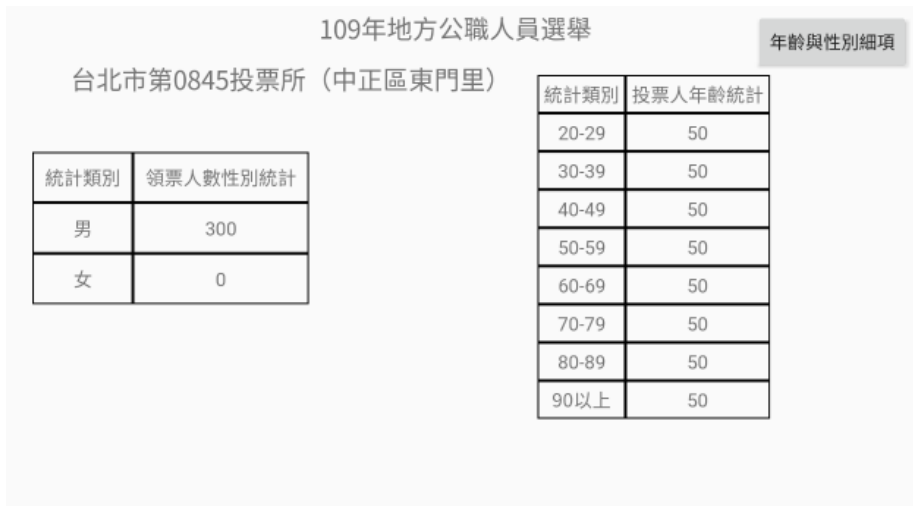 109年地方公職人員選舉
年齡與性別細項
台北市第0845投票所（中正區東門里）
統計類別 領票人數性別統計
男 300
女 0
統計類別 投票人年齡統計
20-29 50
30-39 50
40-49 50
50-59 50
60-69 50
70-79 50
80-89 50
90以上 50